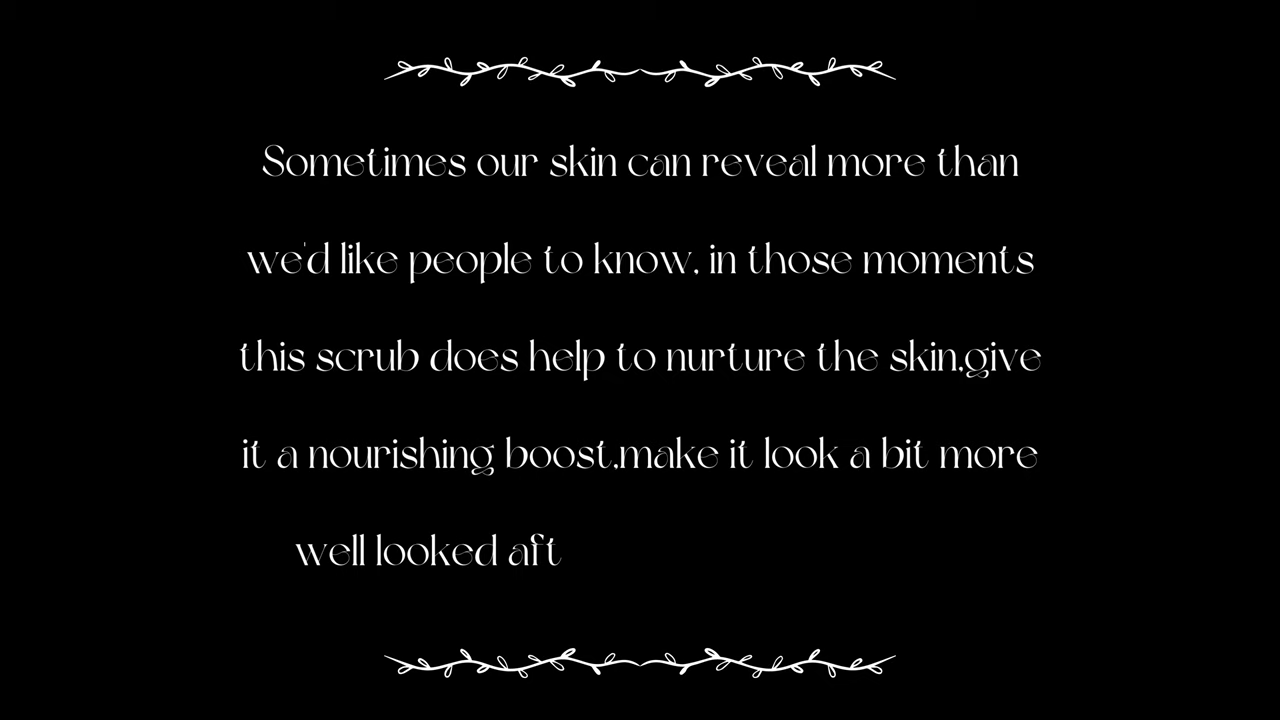 Sometimes our skin can reveal more than
we'd like people to know, in those moments
this scrub does help to nurture the skin,give
it a nourishing boost,make it look a bit more
well looked aft